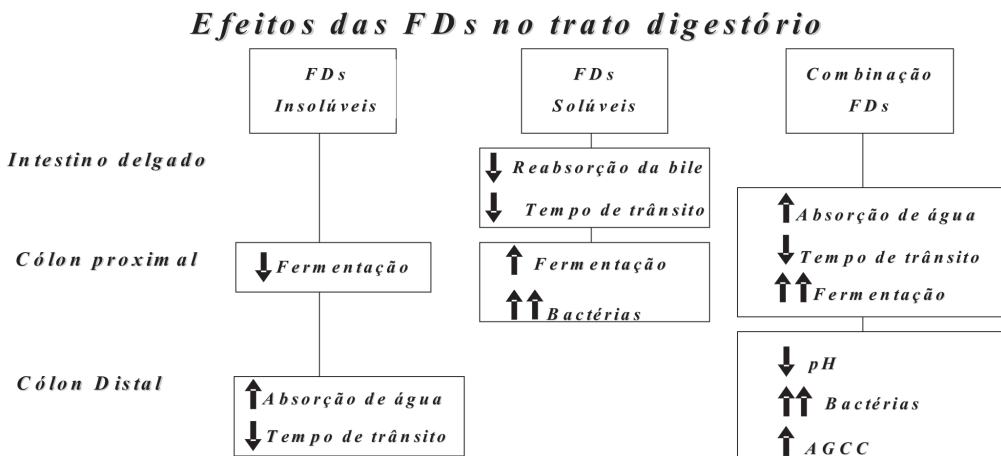 Efeitos das FDs no trato digestório
FDs
Insolúveis
FDs
Solúveis
Combinação
FDs
Intestino delgado
Reabsorção da bile
Tempo de trânsito
Absorção de água
Tempo de trânsito
Fermentação
Cólon proximal
Fermentação
Fermentação
Bactérias
Cólon Distal
Absorção de água
Tempo de trânsito
pH
Bactérias
AGCC